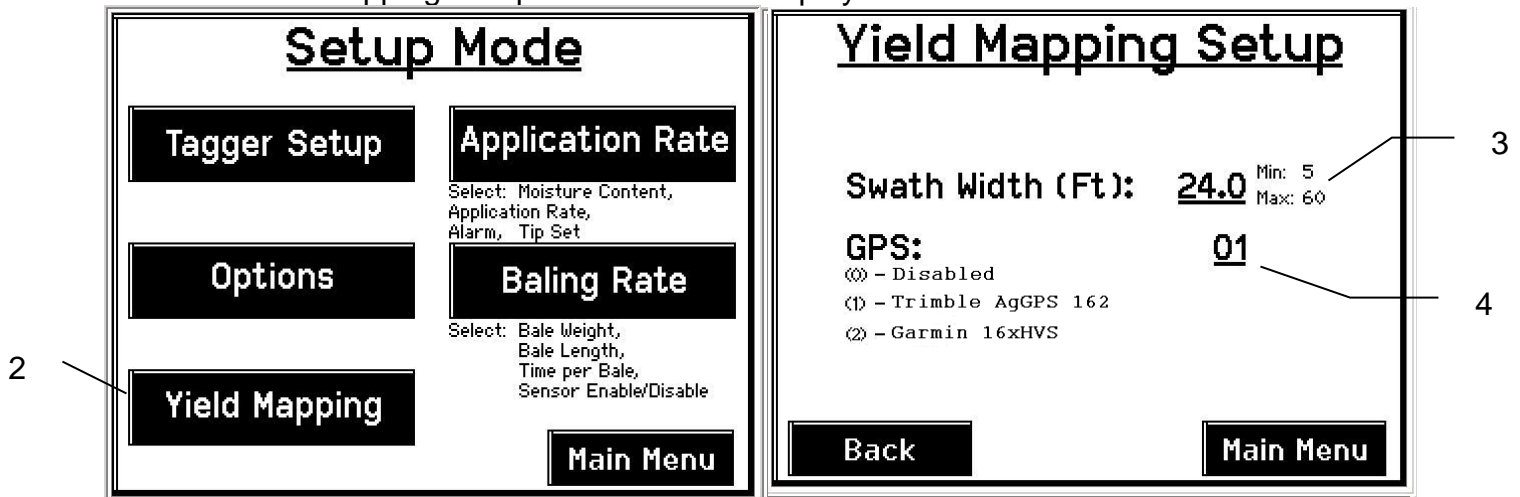 Setup Mode
Tagger Setup
Application Rate
Select: Moisture Content,
Application Rate,
Alarm, Tip Set
Options
Baling Rate
Select: Bale Weight,
Bale Length,
Time per Bale,
Sensor Enable/Disable
2
Yield Mapping
Main Menu
Yield Mapping Setup
Swath Width (Ft): 24.0 Min: 5
Max: 60
3
GPS: 01
(0) - Disabled
(1) - Trimble AgGPS 162
(2) - Garmin 16xHVS
4
Back
Main Menu